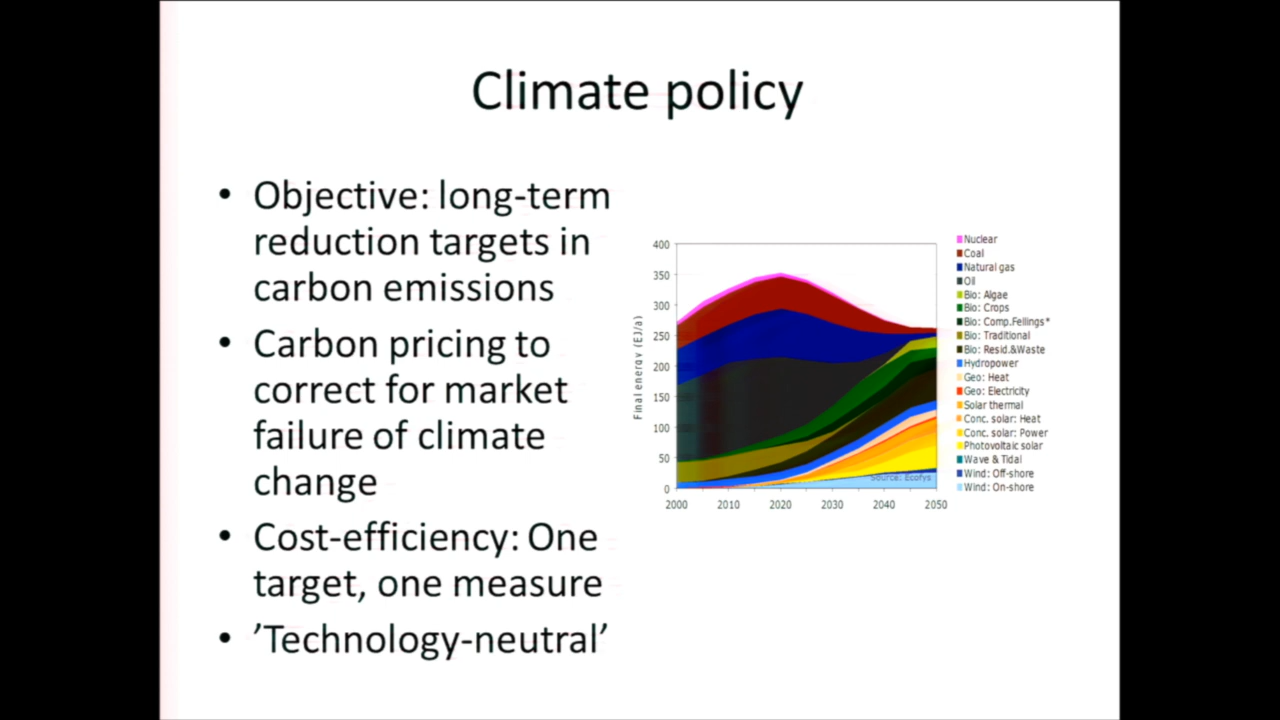 Climate policy
• Objective: long-term
reduction targets in
carbon emissions
• Carbon pricing to
correct for market
failure of climate
change
• Cost-efficiency: One
target, one measure
• ’Technology-neutral’
Final energy (EJ/a)
400
350
300
250
200
150
100
50
0
2000 2010 2020 2030 2040 2050
Source: Ecofys
Nuclear
Coal
Natural gas
Oil
Bio: Algae
Bio: Crops
Bio: Comp.Fellings*
Bio: Traditional
Bio: Resid.&Waste
Hydropower
Geo: Heat
Geo: Electricity
Solar thermal
Conc. solar: Heat
Conc. solar: Power
Photovoltaic solar
Wave & Tidal
Wind: Off-shore
Wind: On-shore